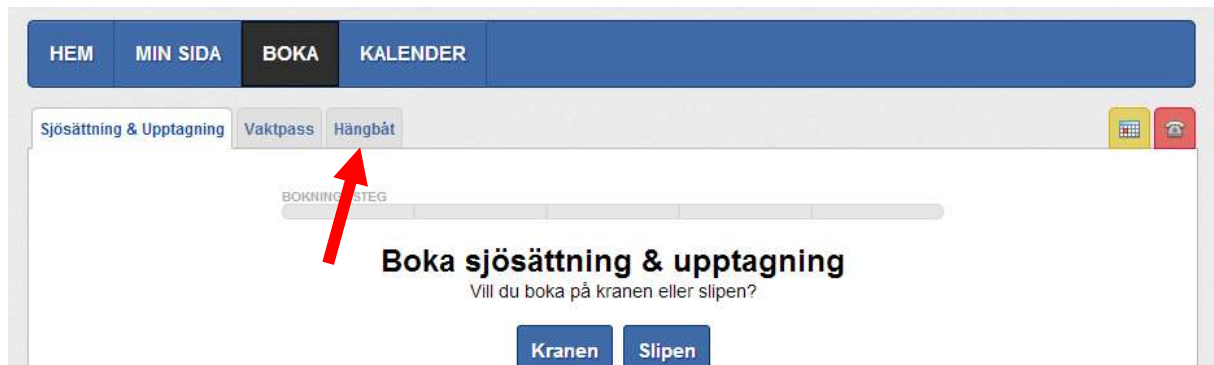 HEM MIN SIDA BOKA KALENDER
Sjösättning & Upptagning Vaktpass Hängbåt
Boka sjösättning & upptagning
Vill du boka på kranen eller slipen?
Kranen Slipen